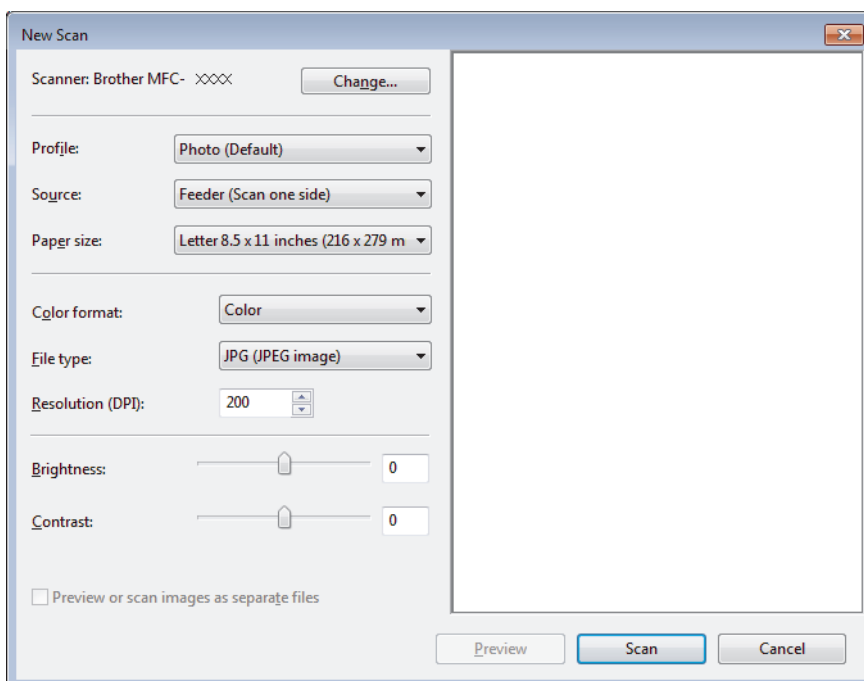 New Scan
Scanner: Brother MFC- XXXX
Change...
Profile:
Photo (Default)
Source:
Feeder (Scan one side)
Paper size:
Letter 8.5 x 11 inches (216 x 279 m
Color format:
Color
File type:
JPG (JPEG image)
Resolution (DPI):
200
Brightness:
0
Contrast:
0
Preview or scan images as separate files
Preview
Scan
Cancel